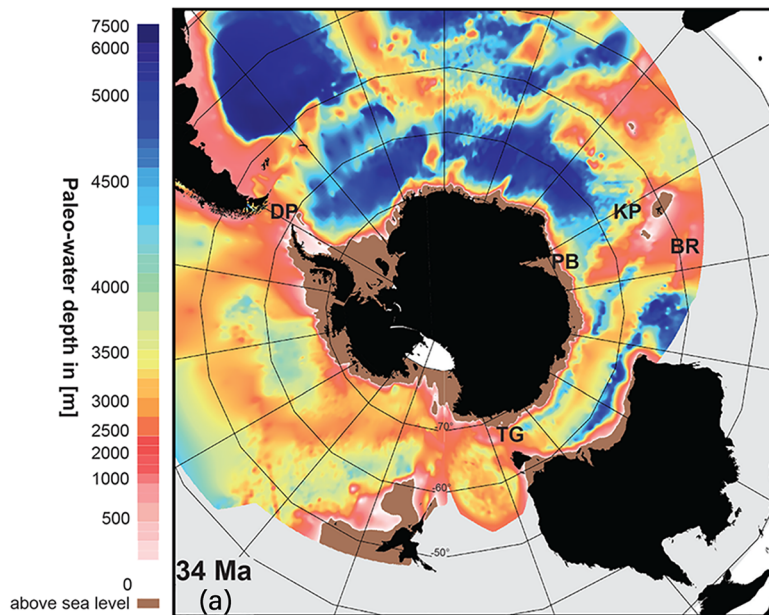 7500
6000
5000
4500
4000
3500
3000
2500
2000
1000
500
0
above sea level
Paleo-water depth in [m]
DP
KP
BR
PB
TG
-70°
-60°
-50°
34 Ma
(a)